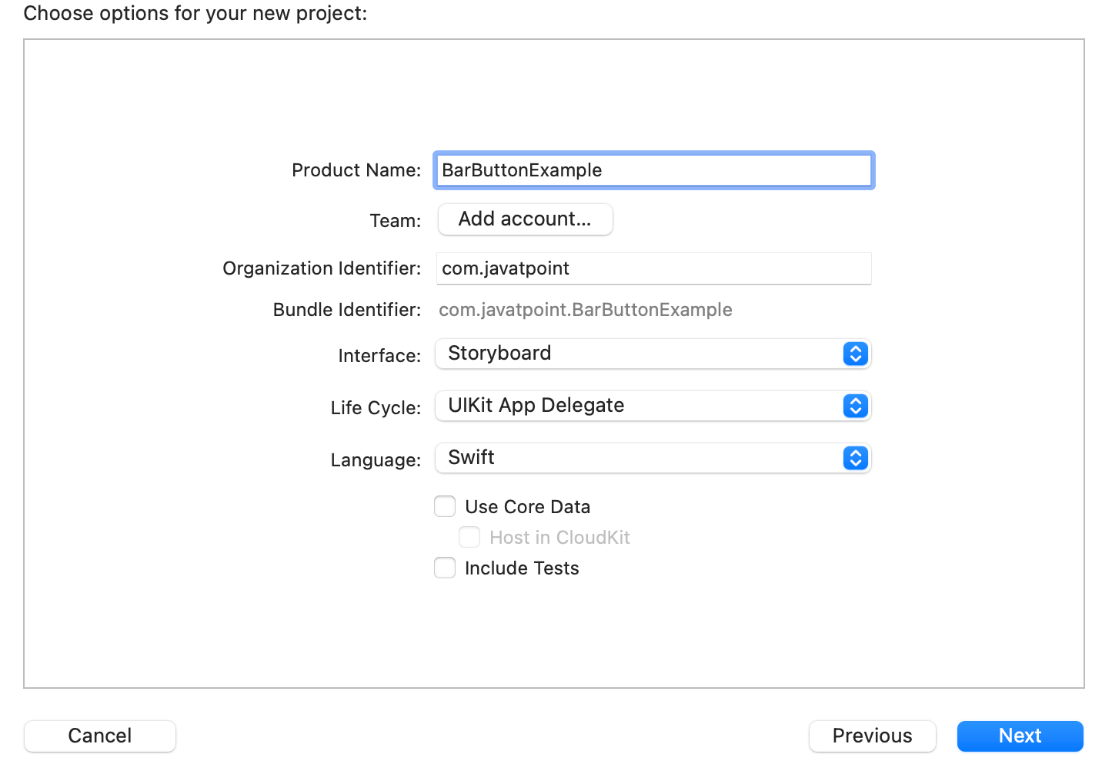 Choose options for your new project:
Product Name: BarButtonExample
Team: Add account...
Organization Identifier: com.javatpoint
Bundle Identifier: com.javatpoint.BarButtonExample
Interface: Storyboard
Life Cycle: UIKit App Delegate
Language: Swift
Use Core Data
Host in CloudKit
Include Tests
Cancel Previous Next